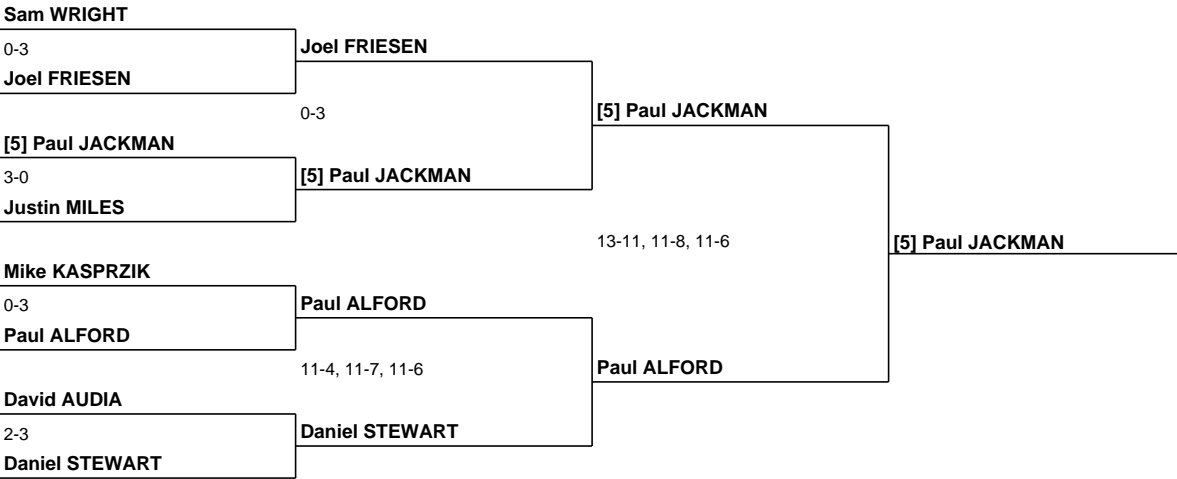 Sam WRIGHT
0-3
Joel FRIESEN
[5] Paul JACKMAN
3-0
Justin MILES
Mike KASPRZIK
0-3
Paul ALFORD
David AUDIA
2-3
Daniel STEWART
Joel FRIESEN
0-3
[5] Paul JACKMAN
Paul ALFORD
11-4, 11-7, 11-6
Daniel STEWART
[5] Paul JACKMAN
13-11, 11-8, 11-6
Paul ALFORD
[5] Paul JACKMAN